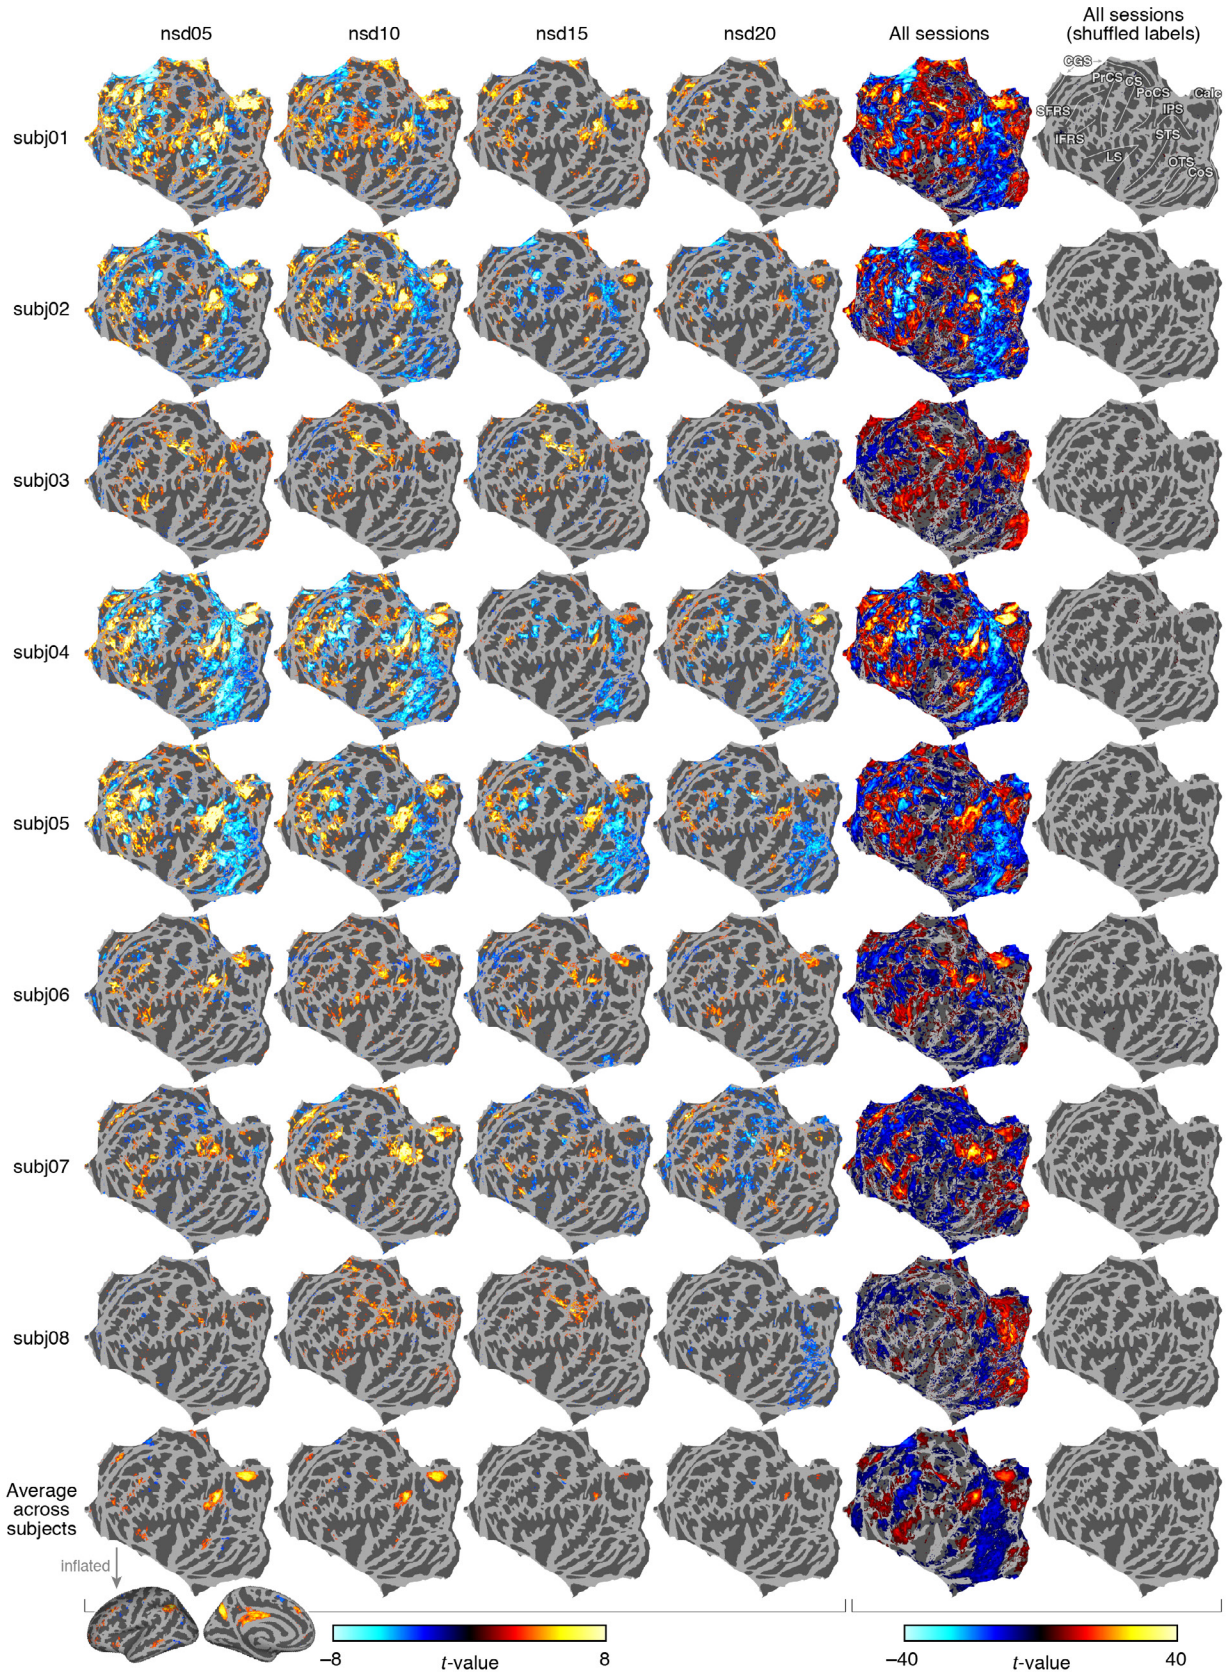 All sessions
nsd05 nsd10 nsd15 nsd20 All sessions (shuffled labels)
CGS
PrCS CS
PoCS Calc
SFRS IPS
subj01 IFRS STS
LS OTS
CoS
subj02
subj03
subj04
subj05
subj06
subj07
subj08
Average
across
subjects
inflated
−8 t-value 8 −40 t-value 40